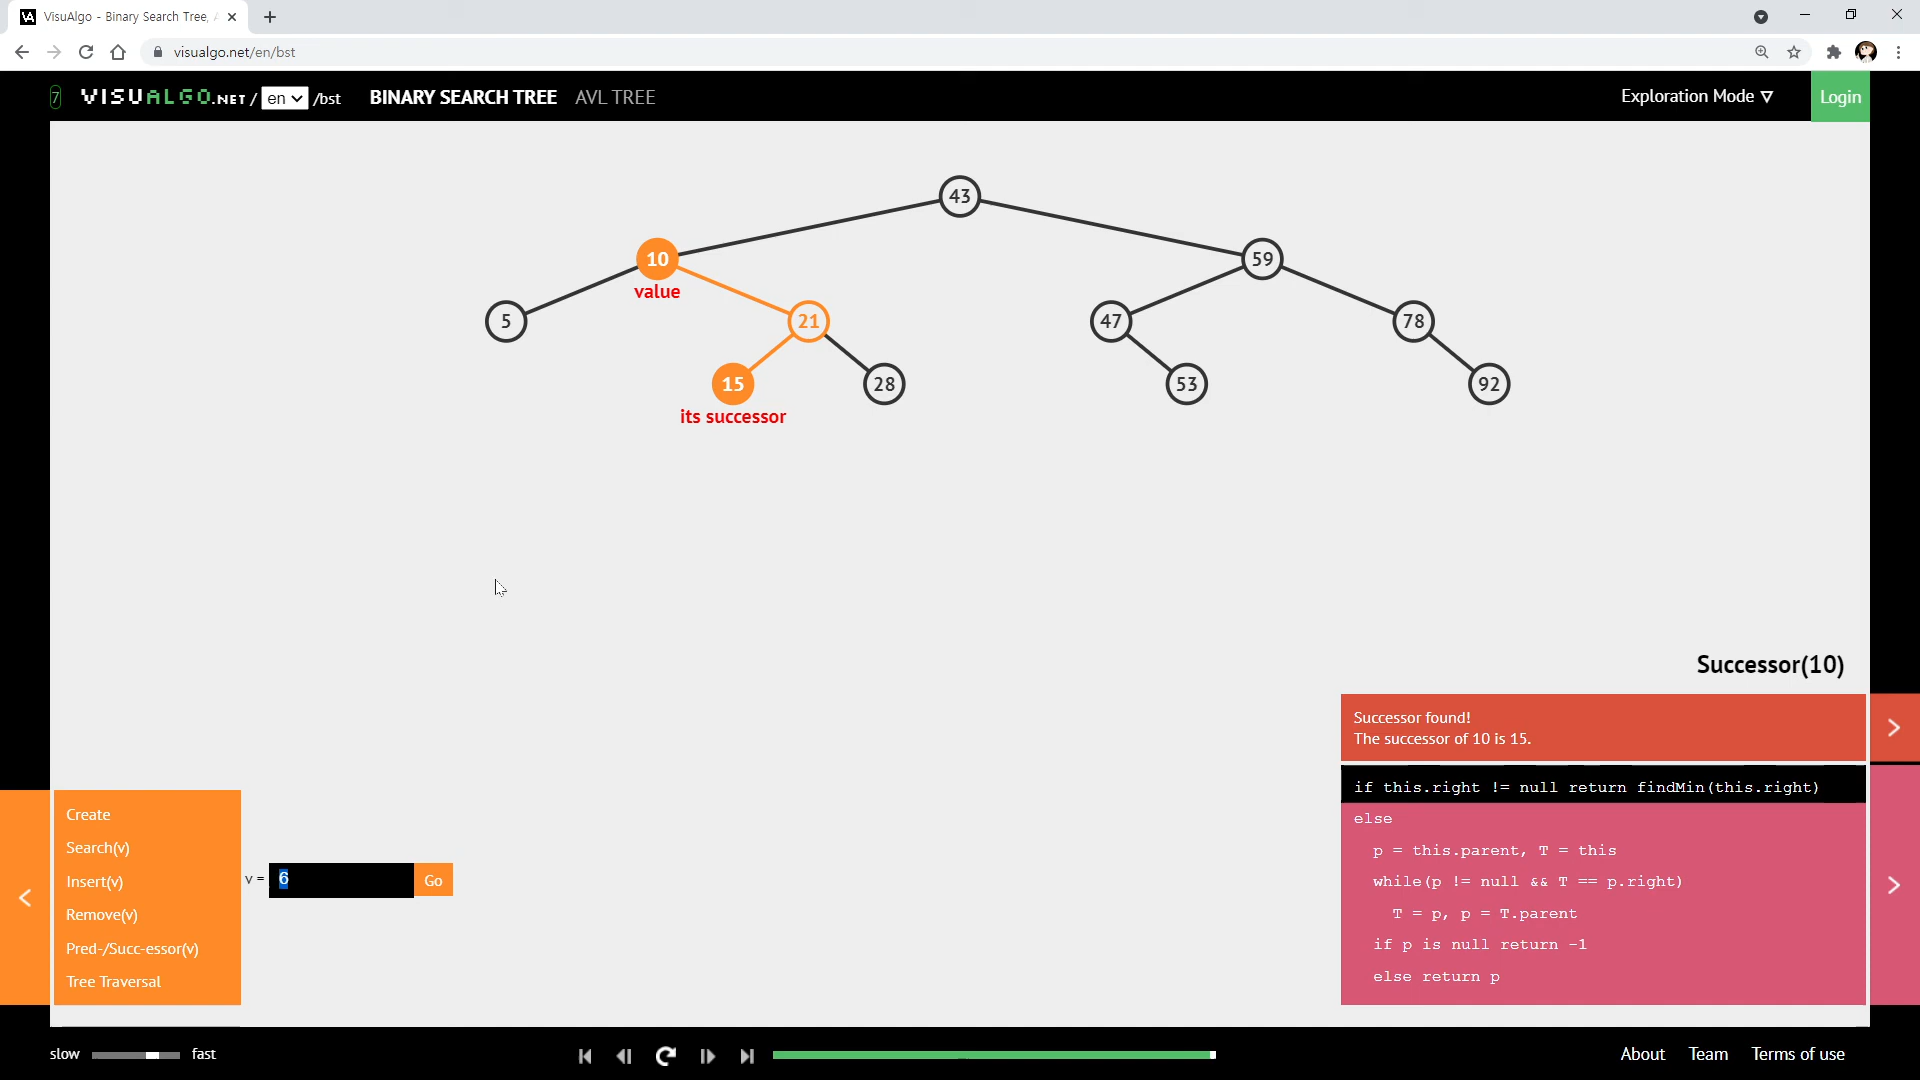 VisuAlgo - Binary Search Tree, A
visualgo.net/en/bst
7 VISUALGO.NET / en /bst BINARY SEARCH TREE AVL TREE Exploration Mode ▽ Login
43
10 59
value
5 21 47 78
15 28 53 92
its successor
Successor(10)
Successor found!
The successor of 10 is 15.
if this.right != null return findMin(this.right)
else
p = this.parent, T = this
while(p != null && T == p.right)
T = p, p = T.parent
if p is null return -1
else return p
Create
Search(v)
Insert(v)
Remove(v)
Pred-/Succ-essor(v)
Tree Traversal
v = 6 Go
slow fast
About Team Terms of use